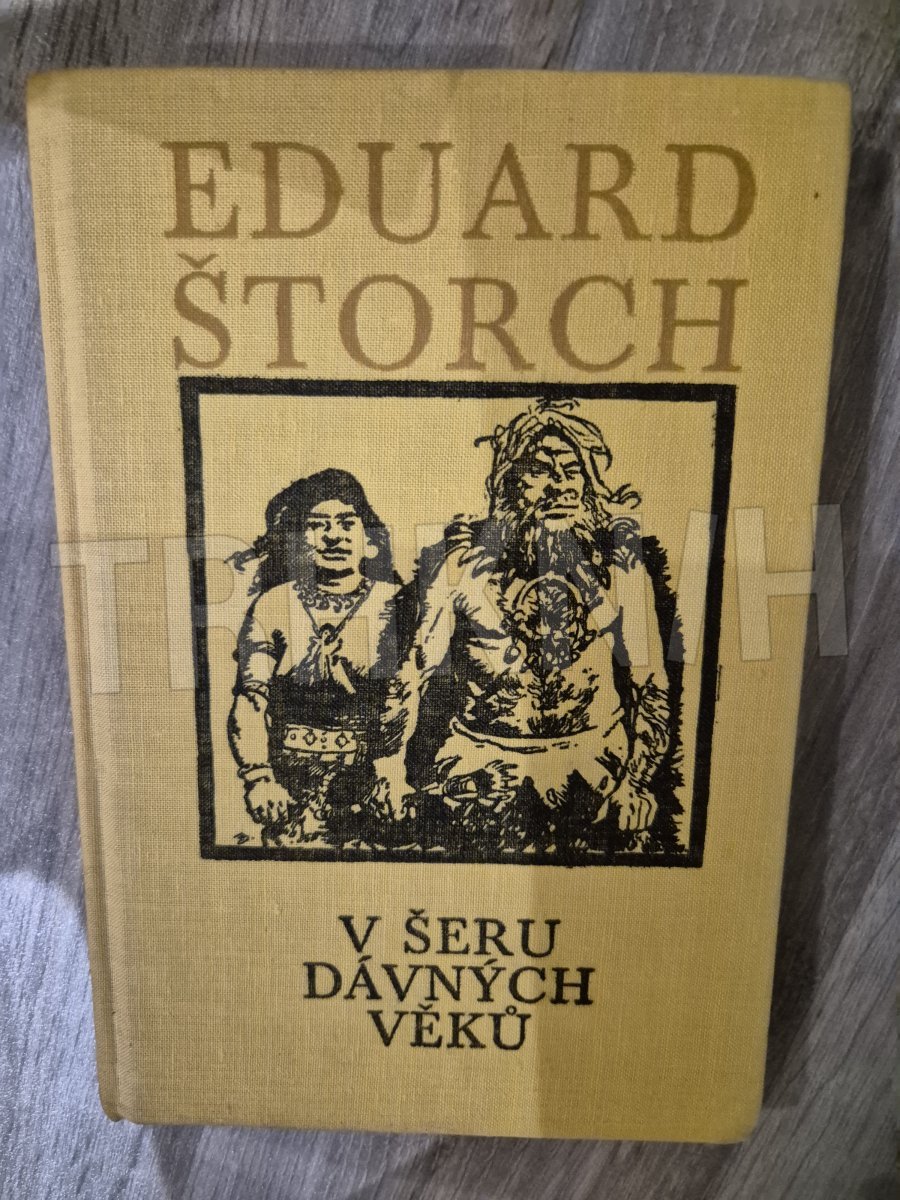 EDUARD
ŠTORCH
V ŠERU
DÁVNÝCH
VĚKŮ